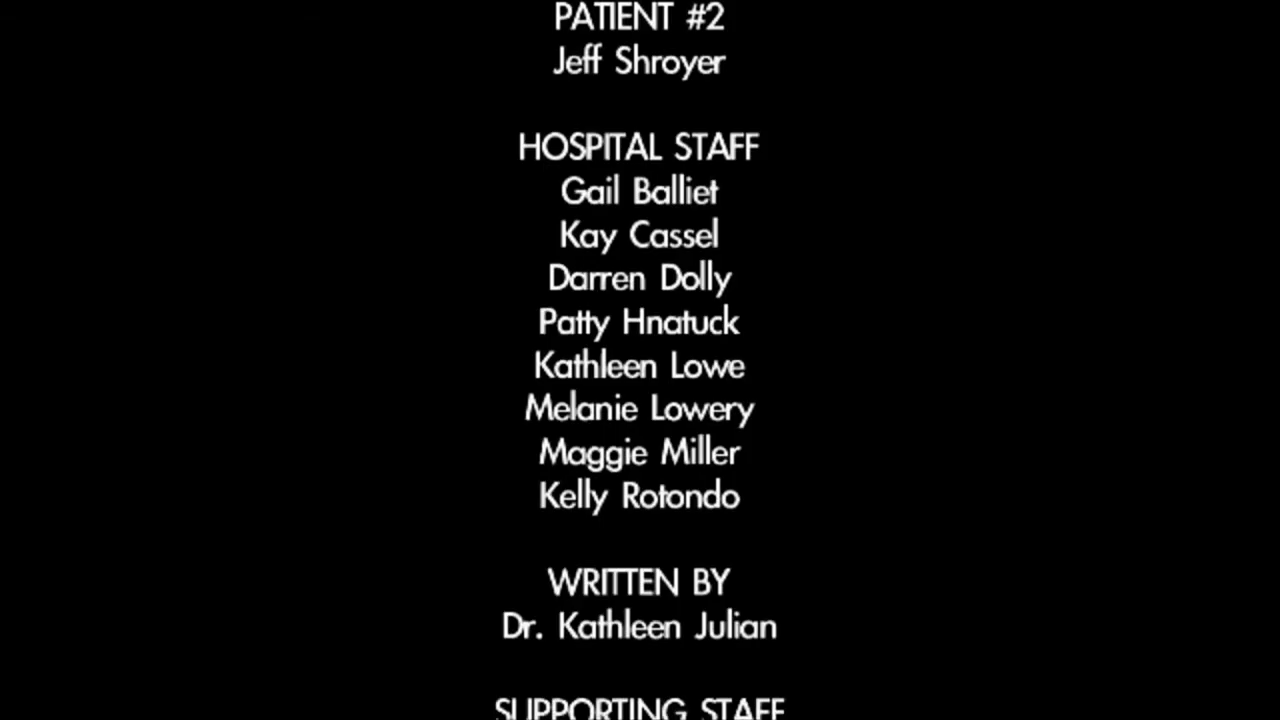 PATIENT #2
Jeff Shroyer
HOSPITAL STAFF
Gail Balliet
Kay Cassel
Darren Dolly
Patty Hnatuck
Kathleen Lowe
Melanie Lowery
Maggie Miller
Kelly Rotondo
WRITTEN BY
Dr. Kathleen Julian
SUPPORTING STAFF